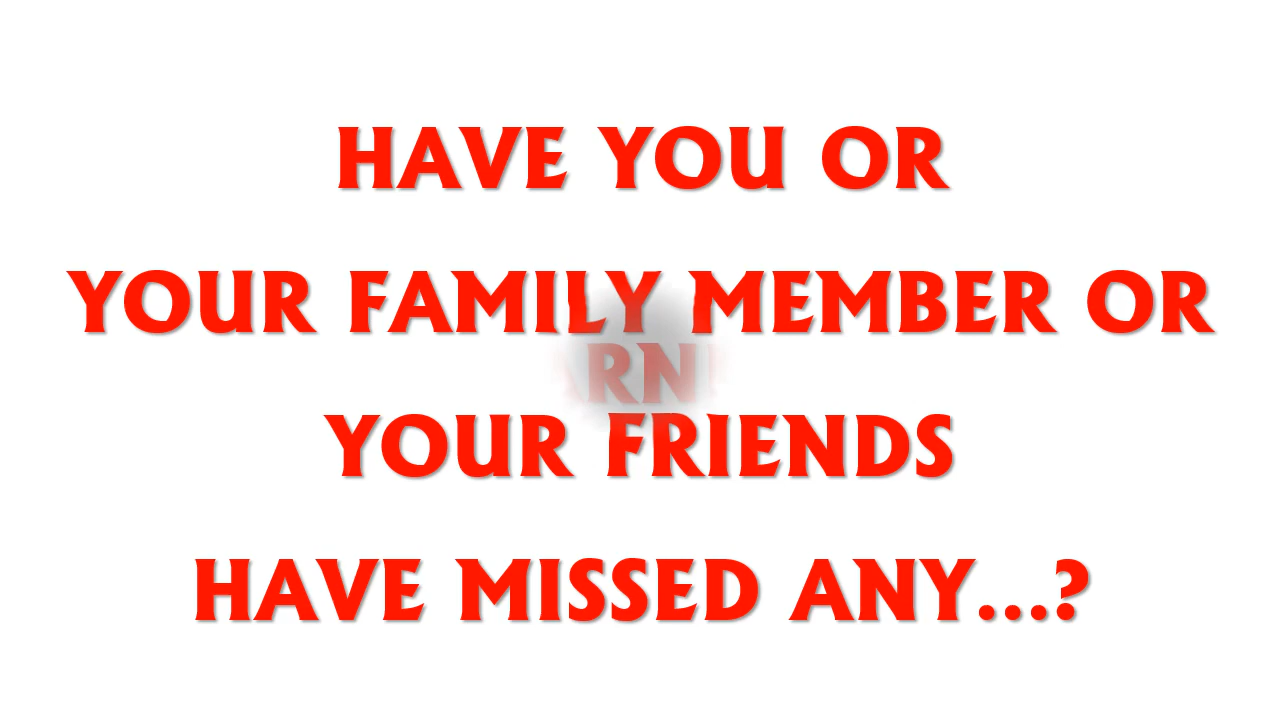 HAVE YOU OR
YOUR FAMILY MEMBER OR
YOUR FRIENDS
HAVE MISSED ANY...?